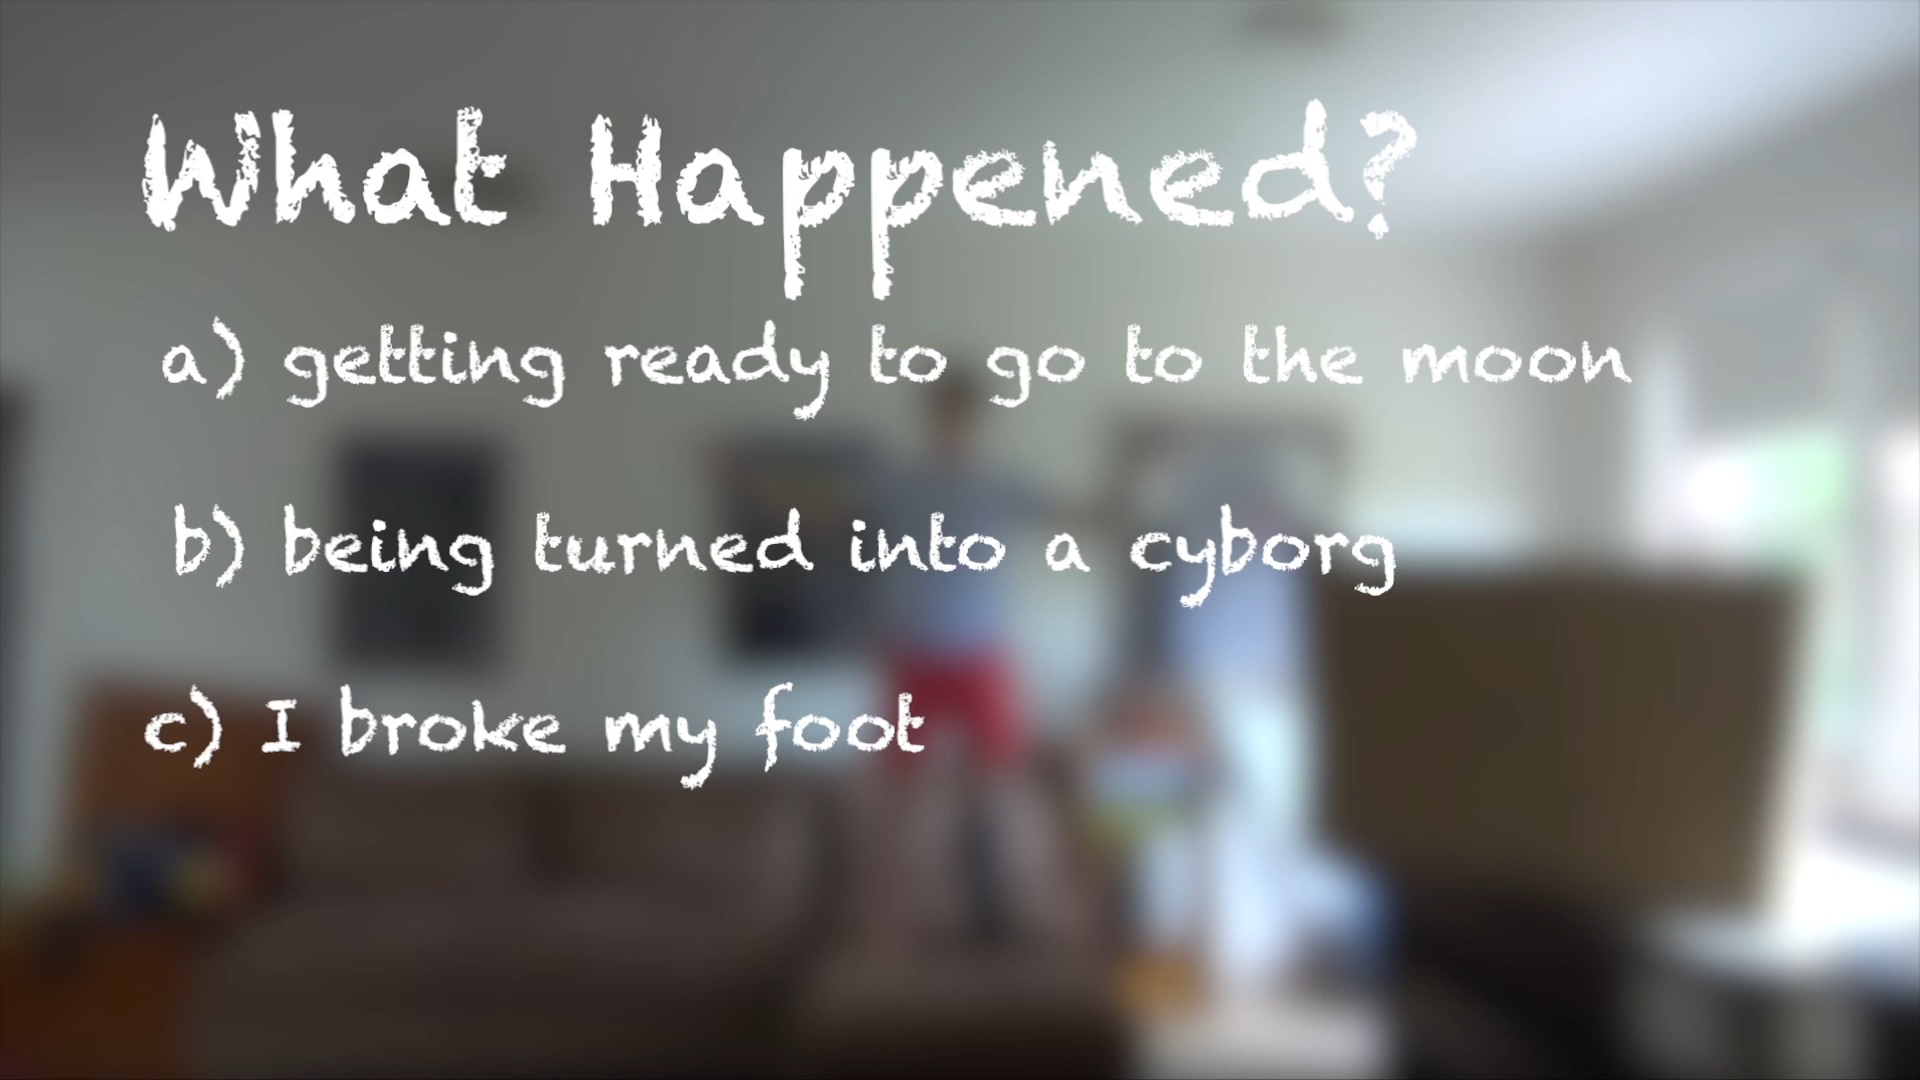 What Happened?
a) getting ready to go to the moon
b) being turned into a cyborg
c) I broke my foot